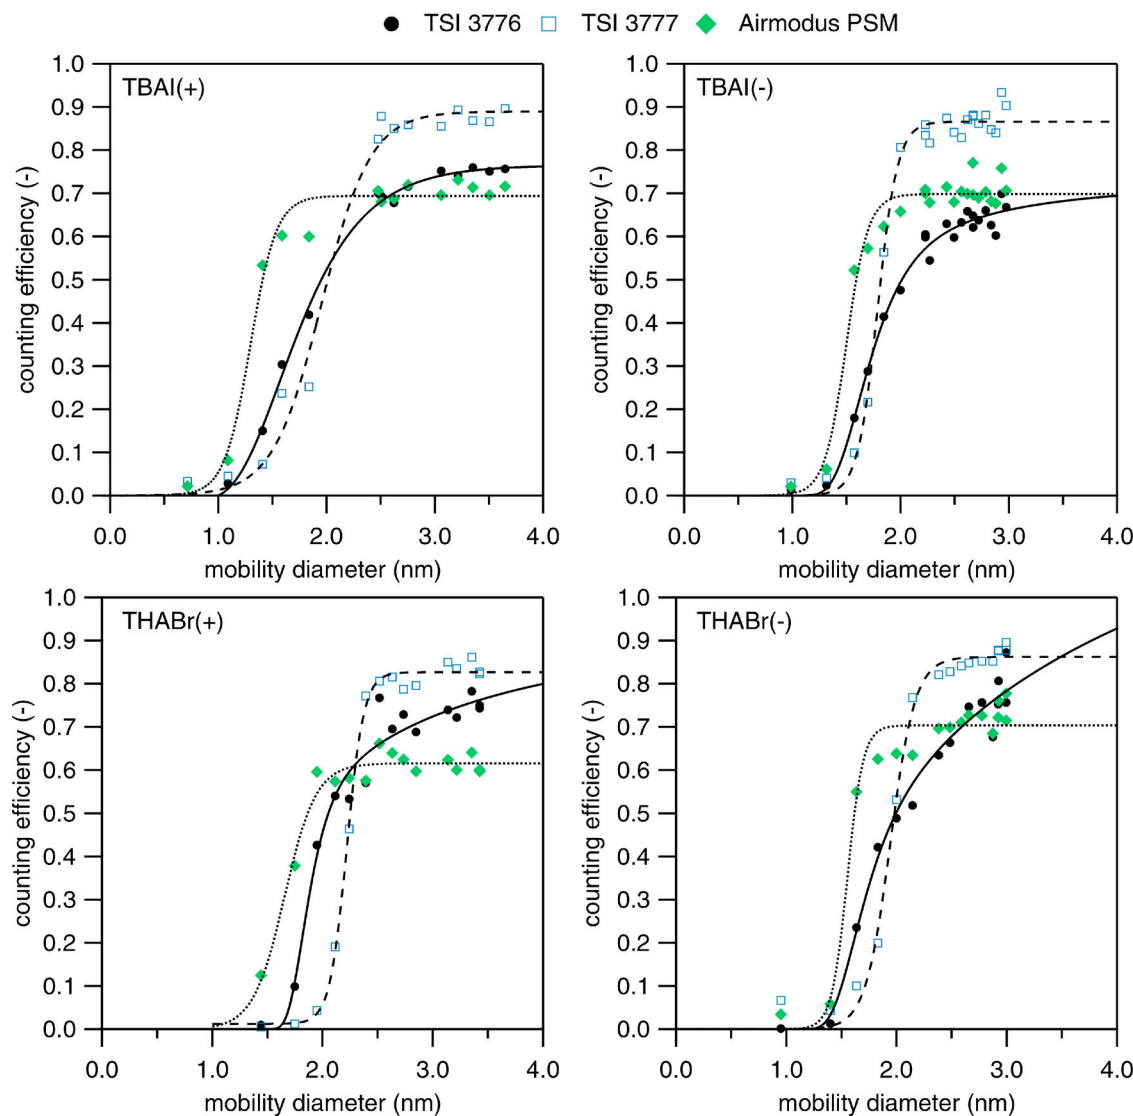 TSI 3776 TSI 3777 Airmodus PSM
TBAI(+)
counting efficiency (-)
1.0
0.9
0.8
0.7
0.6
0.5
0.4
0.3
0.2
0.1
0.0
0.0 1.0 2.0 3.0 4.0
mobility diameter (nm)
TBAI(-)
counting efficiency (-)
1.0
0.9
0.8
0.7
0.6
0.5
0.4
0.3
0.2
0.1
0.0
0.0 1.0 2.0 3.0 4.0
mobility diameter (nm)
THABr(+)
counting efficiency (-)
1.0
0.9
0.8
0.7
0.6
0.5
0.4
0.3
0.2
0.1
0.0
0.0 1.0 2.0 3.0 4.0
mobility diameter (nm)
THABr(-)
counting efficiency (-)
1.0
0.9
0.8
0.7
0.6
0.5
0.4
0.3
0.2
0.1
0.0
0.0 1.0 2.0 3.0 4.0
mobility diameter (nm)